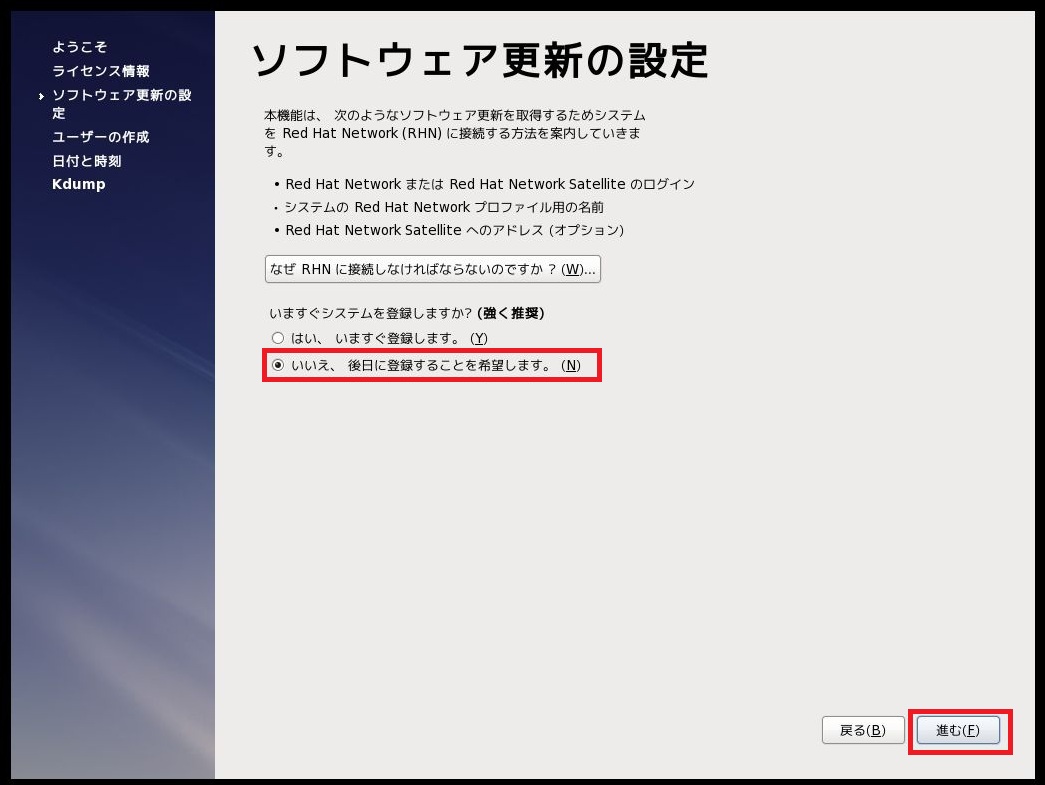 ようこそ
ライセンス情報
ソフトウェア更新の設
定
ユーザーの作成
日付と時刻
Kdump
ソフトウェア更新の設定
本機能は、 次のようなソフトウェア更新を取得するためシステム
を Red Hat Network (RHN) に接続する方法を案内していきま
す。
• Red Hat Network または Red Hat Network Satellite のログイン
• システムの Red Hat Network プロファイル用の名前
• Red Hat Network Satellite へのアドレス (オプション)
なぜ RHN に接続しなければならないのですか ? (W)...
いますぐシステムを登録しますか? (強く推奨)
はい、 いますぐ登録します。 (Y)
いいえ、 後日に登録することを希望します。 (N)
戻る(B)
進む(F)